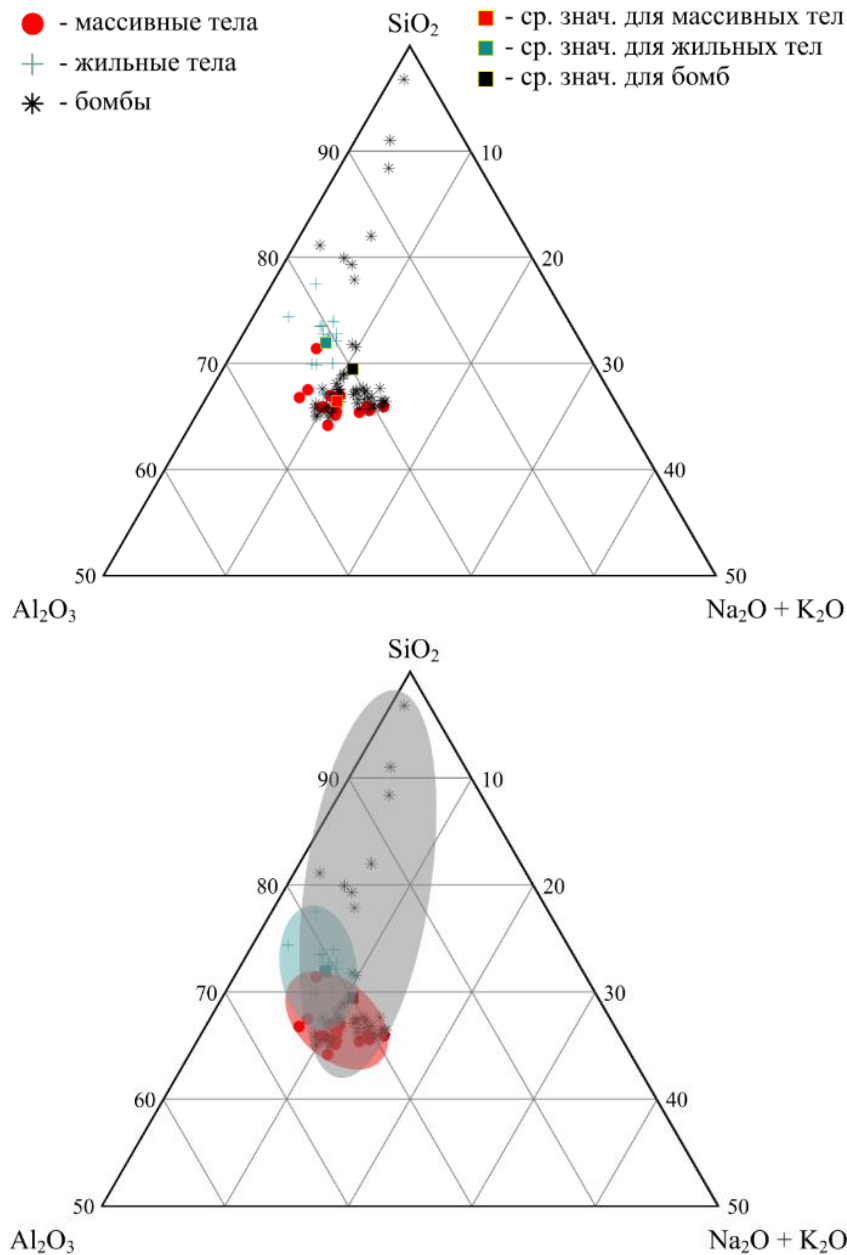 - массивные тела
- жильные тела
- бомбы
- ср. знач. для массивных тел
- ср. знач. для жильных тел
- ср. знач. для бомб
SiO₂
90 10
80 20
70 30
60 40
50 50
Al₂O₃ Na₂O + K₂O
SiO₂
90 10
80 20
70 30
60 40
50 50
Al₂O₃ Na₂O + K₂O